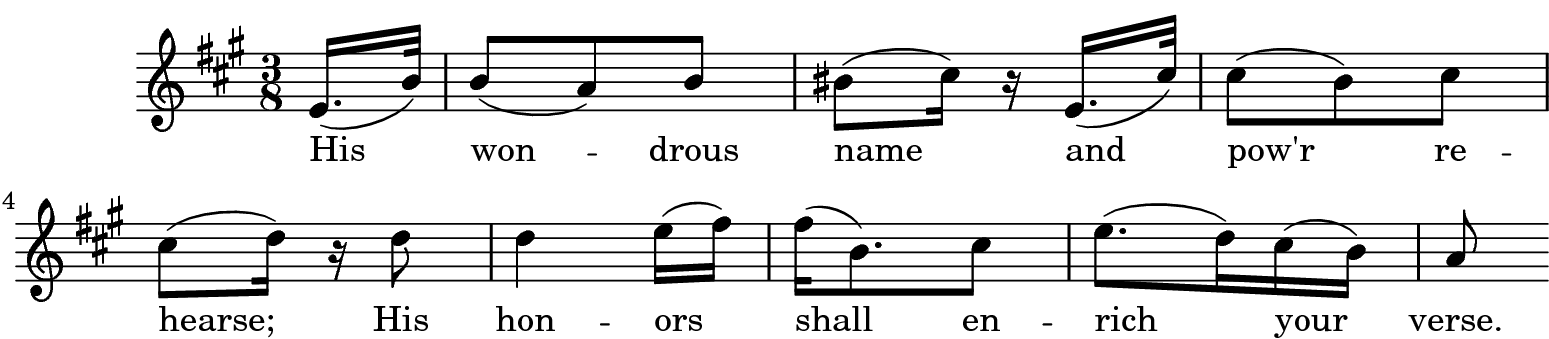 3
8
His won - drous name and pow'r re -
4
hearse; His hon - ors shall en - rich your verse.